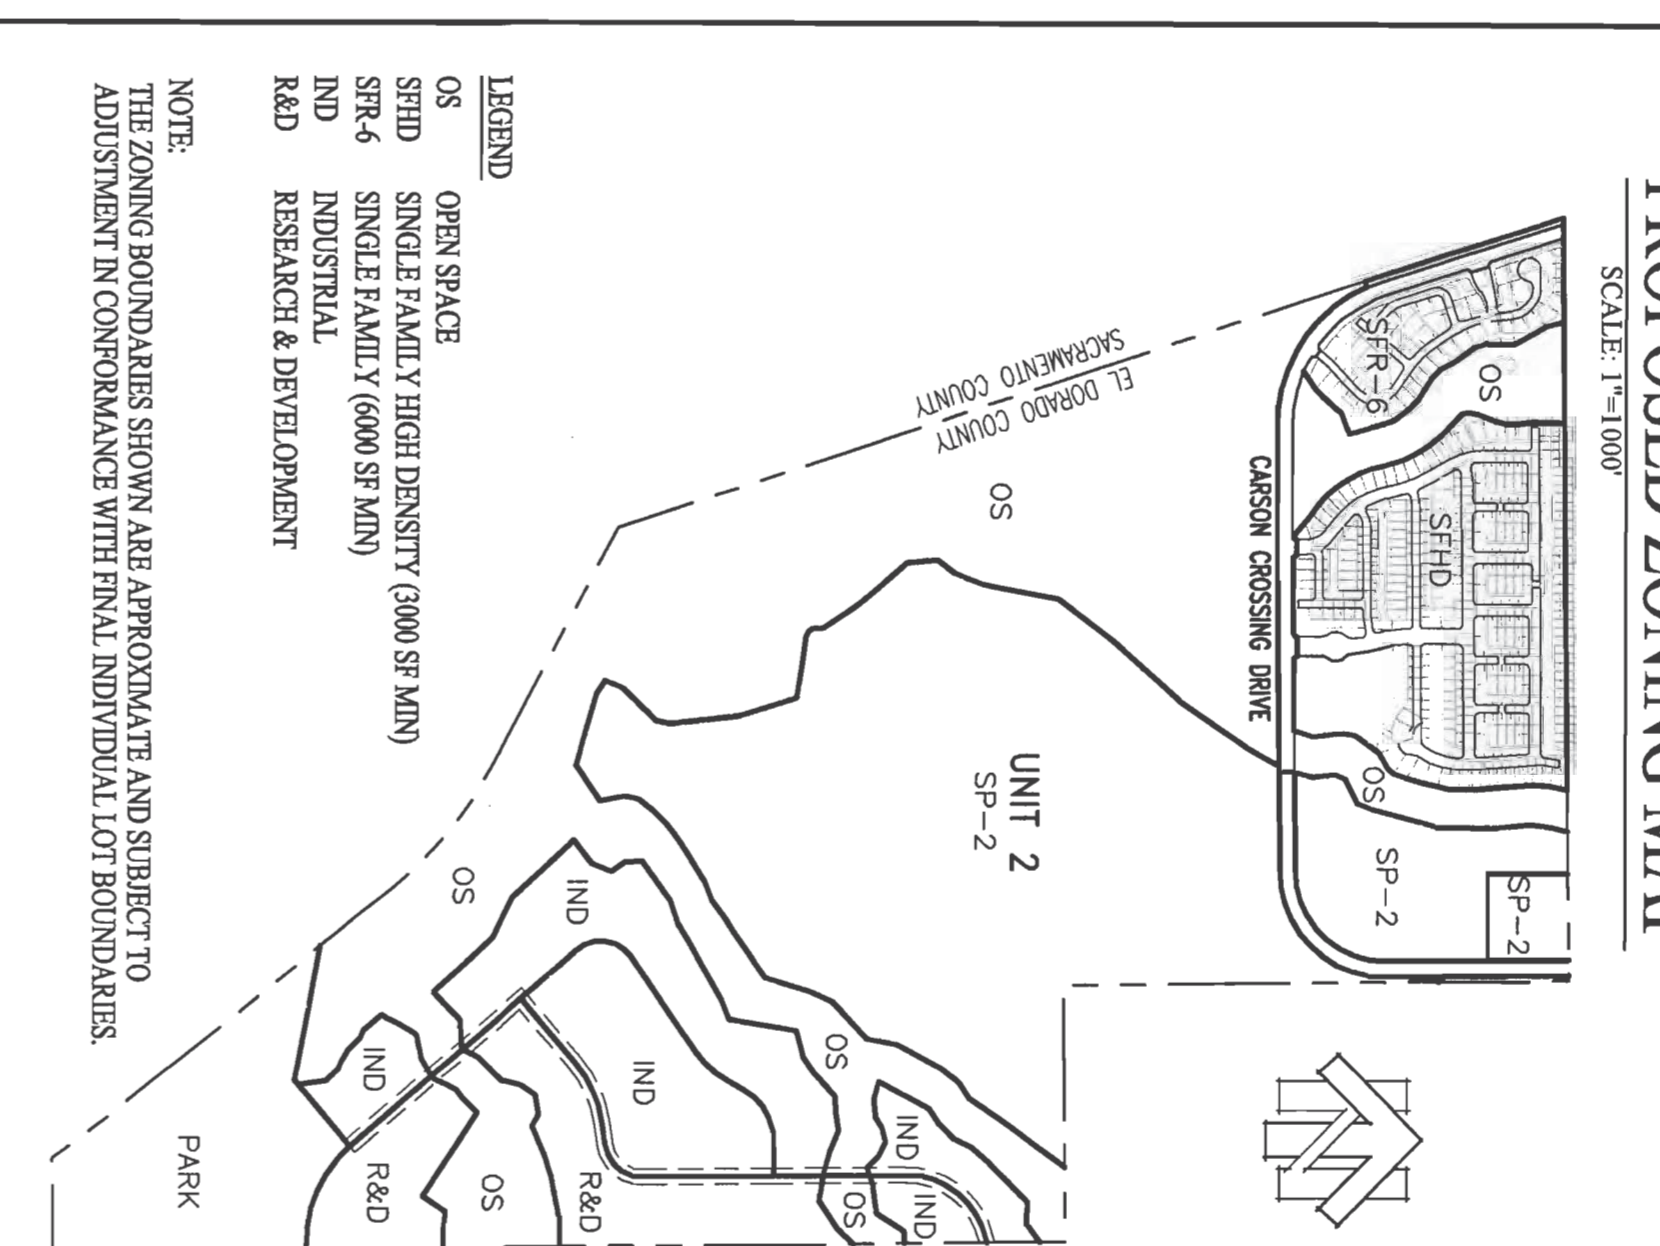 PROPOSED ZONING MAP
SCALE: 1"=1000'
SFR-6
OS
SFHD
OS
SP-2
SP-2
CARSON CROSSING DRIVE
SACRAMENTO COUNTY
EL DORADO COUNTY
OS
UNIT 2
SP-2
OS
IND
OS
IND
IND
IND
OS
IND
R&D
OS
R&D
PARK
LEGEND
OS OPEN SPACE
SFHD SINGLE FAMILY HIGH DENSITY (3000 SF MIN)
SFR-6 SINGLE FAMILY (6000 SF MIN)
IND INDUSTRIAL
R&D RESEARCH & DEVELOPMENT
NOTE:
THE ZONING BOUNDARIES SHOWN ARE APPROXIMATE AND SUBJECT TO
ADJUSTMENT IN CONFORMANCE WITH FINAL INDIVIDUAL LOT BOUNDARIES.